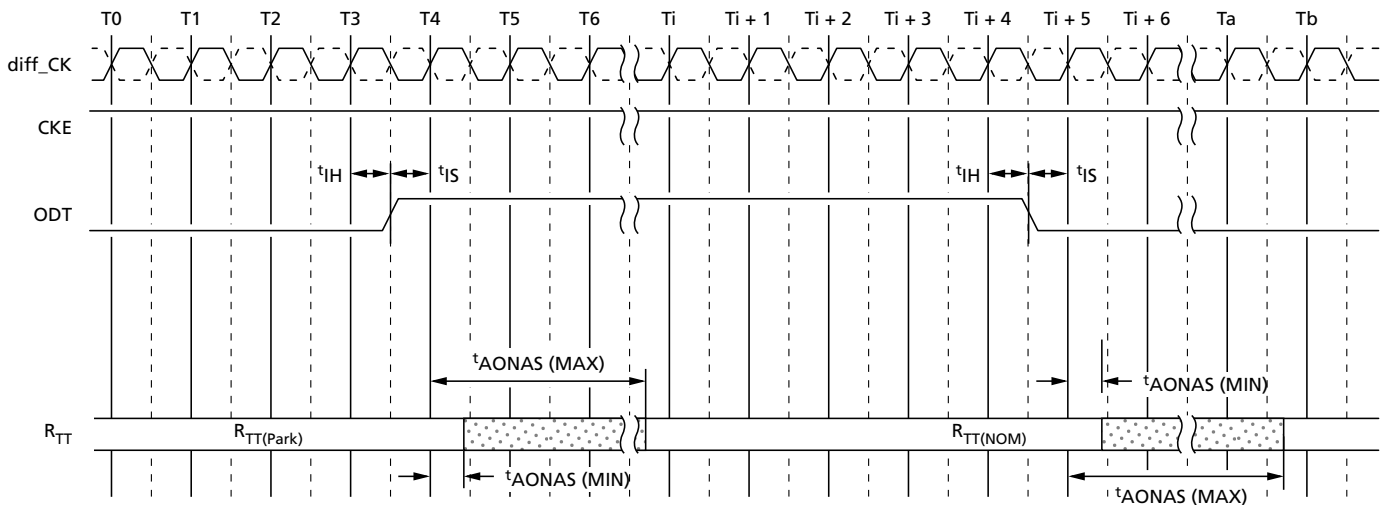 T0 T1 T2 T3 T4 T5 T6 Ti Ti + 1 Ti + 2 Ti + 3 Ti + 4 Ti + 5 Ti + 6 Ta Tb
diff_CK
CKE
tIH tIS tIH tIS
ODT
tAONAS (MAX)
tAONAS (MIN)
RTT RTT(Park) RTT(NOM)
tAONAS (MIN)
tAONAS (MAX)